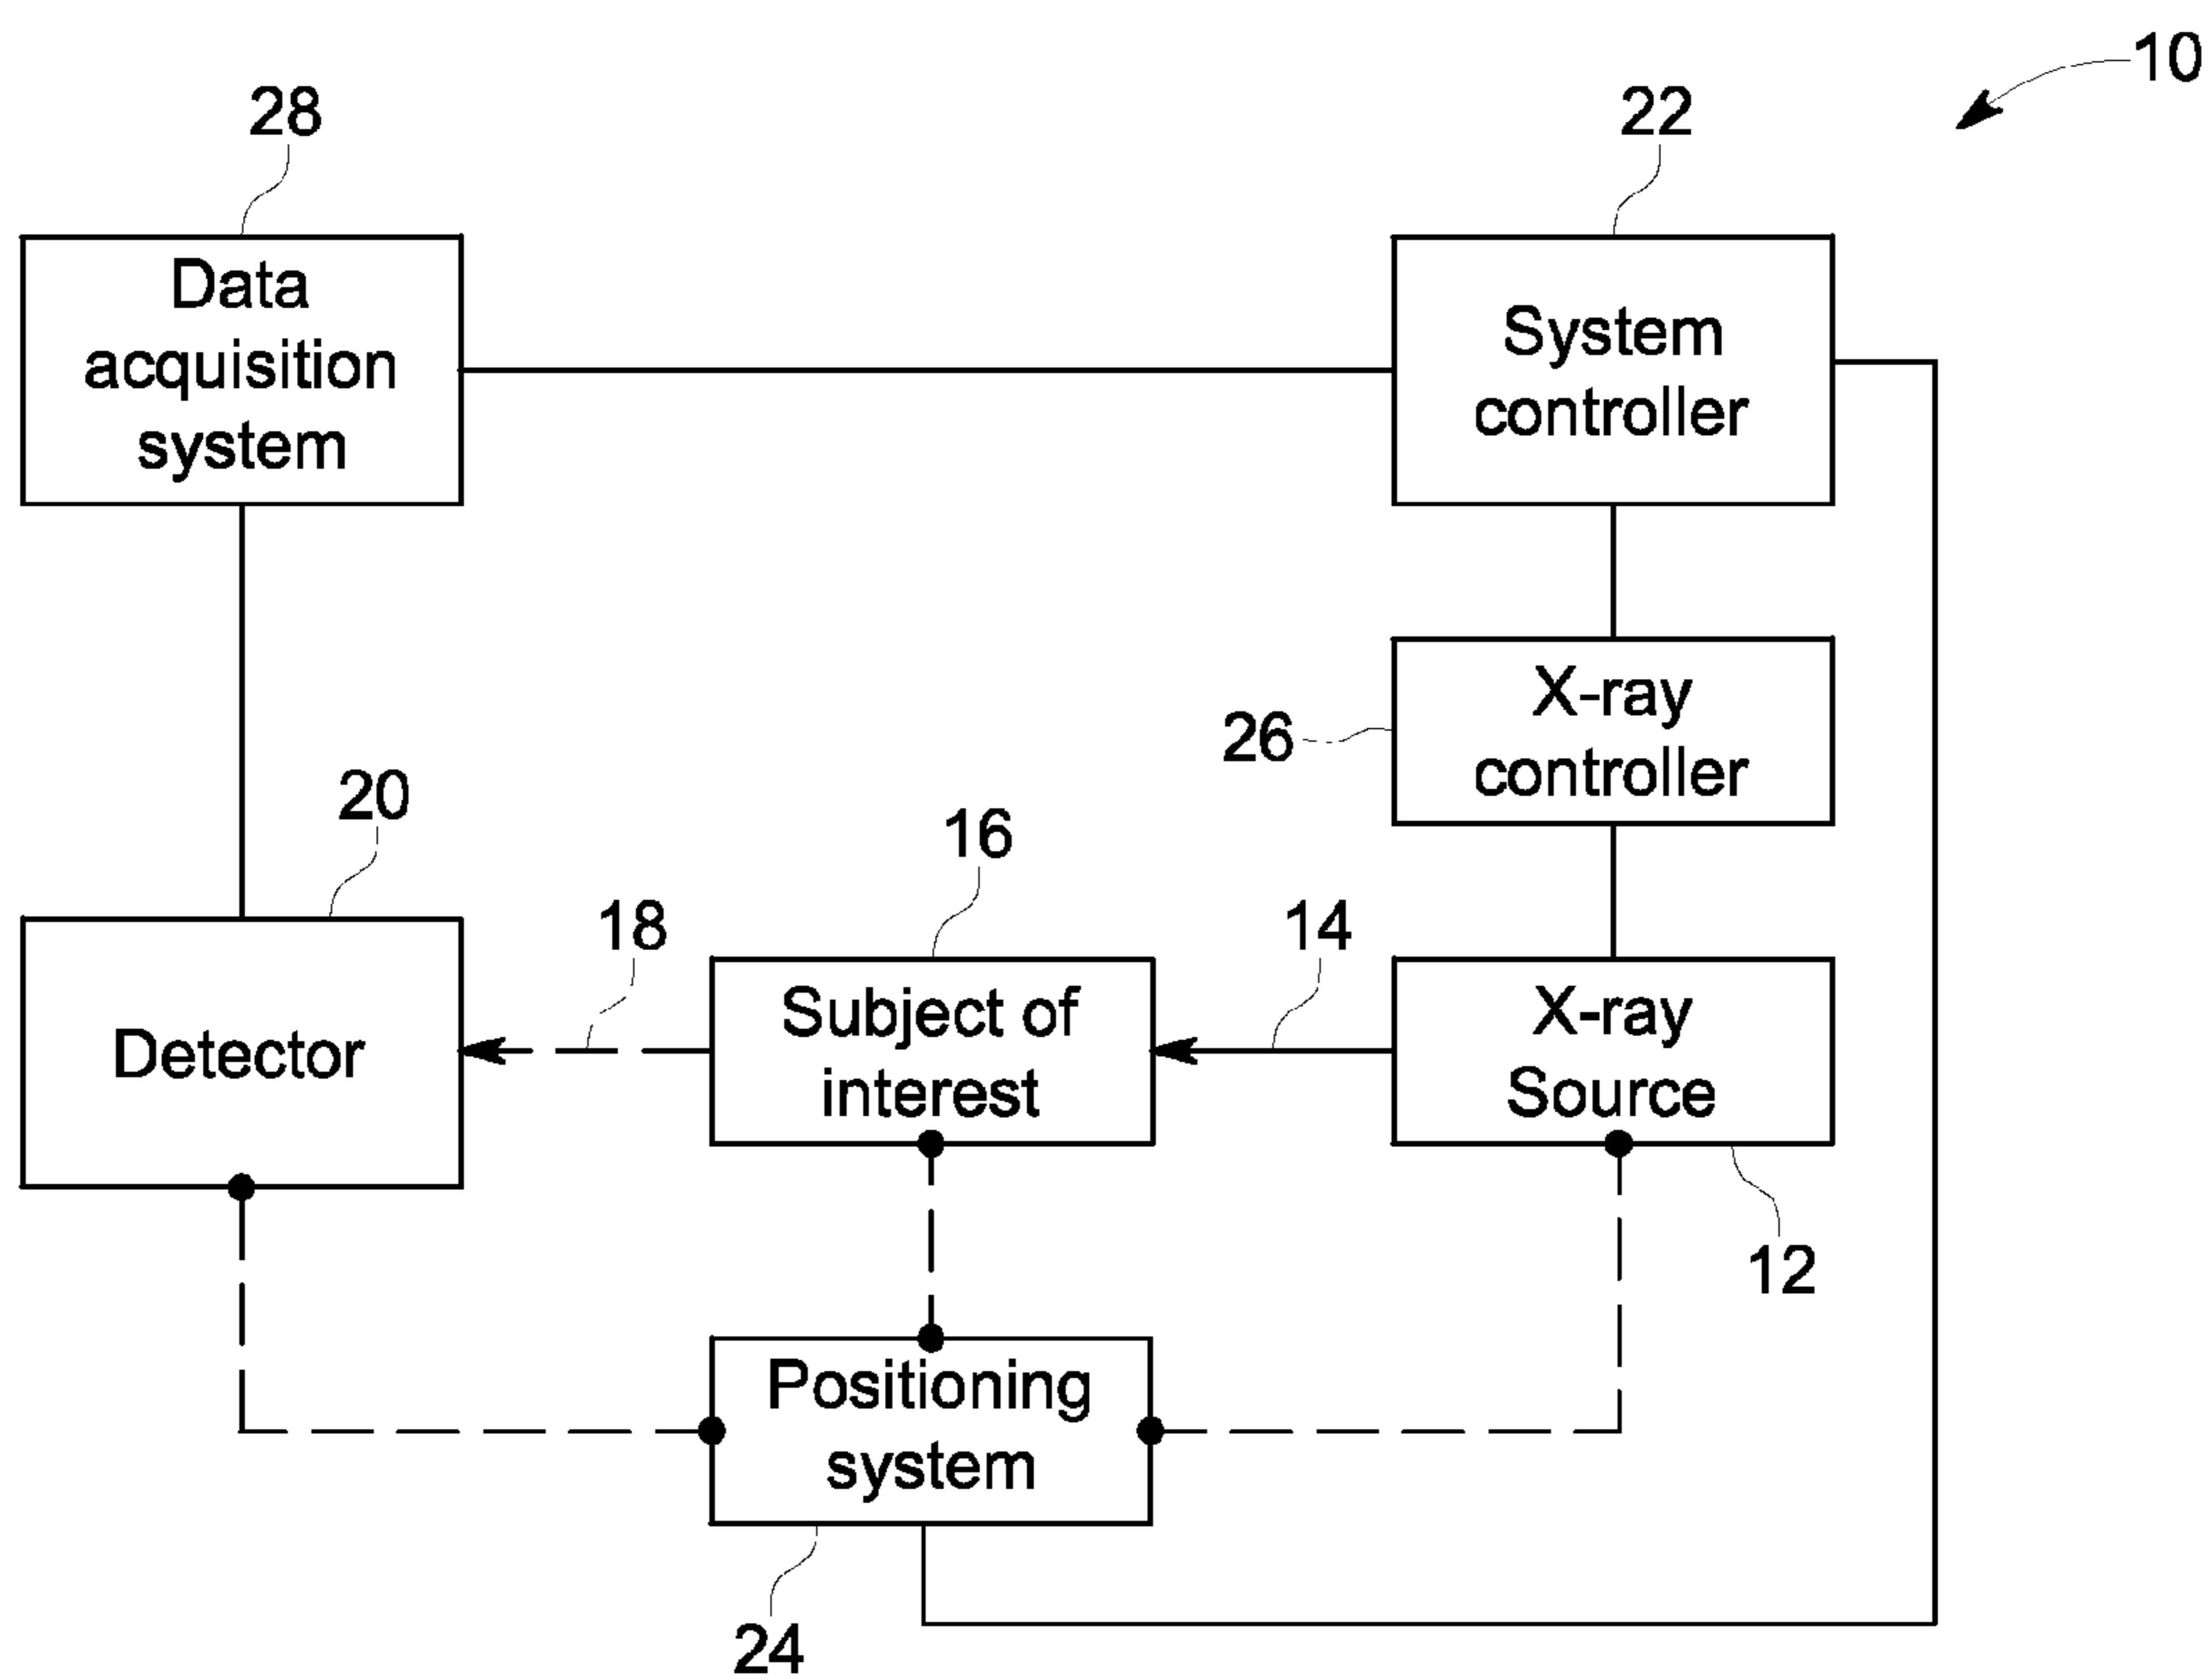 10
28
22
Data
acquisition
system
System
controller
26
X-ray
controller
20
16
18
14
Detector
Subject of
interest
X-ray
Source
12
Positioning
system
24